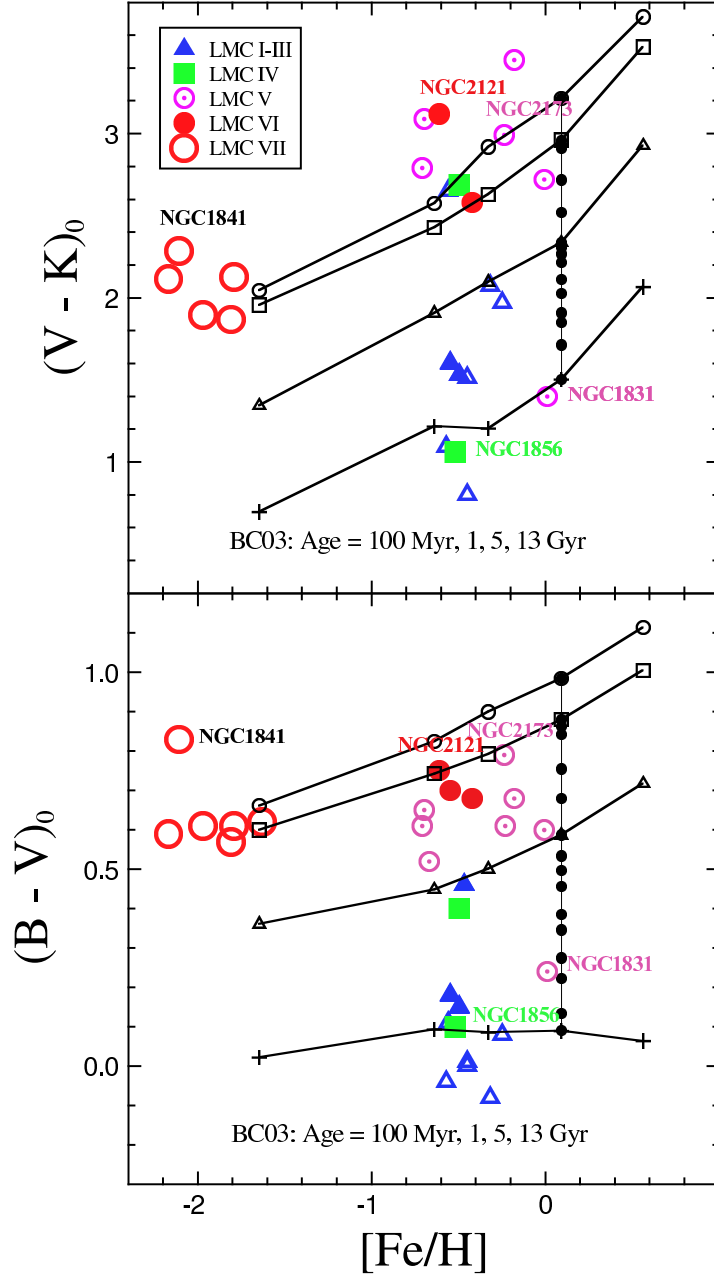 LMC I-III
LMC IV
LMC V
LMC VI
LMC VII
NGC2121
NGC2173
NGC1841
NGC1831
NGC1856
BC03: Age = 100 Myr, 1, 5, 13 Gyr
3
2
1
(V - K)0
NGC1841
NGC2173
NGC2121
NGC1831
NGC1856
BC03: Age = 100 Myr, 1, 5, 13 Gyr
1.0
0.5
0.0
(B - V)0
-2 -1 0
[Fe/H]